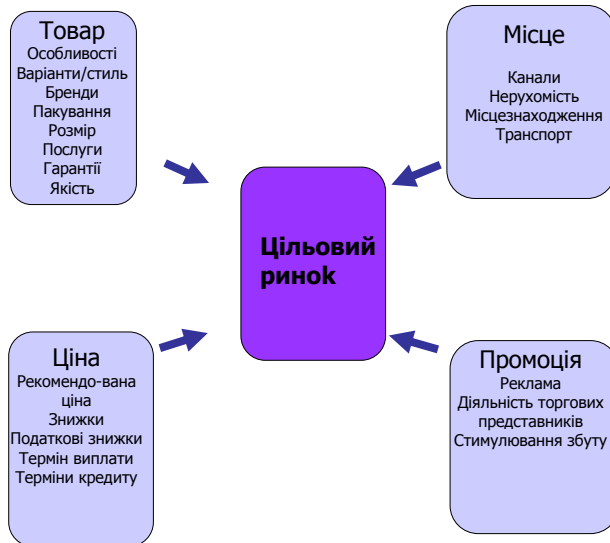 Товар
Особливості
Варіанти/стиль
Бренди
Пакування
Розмір
Послуги
Гарантії
Якість
Місце
Канали
Нерухомість
Місцезнаходження
Транспорт
Цільовий
ринок
Ціна
Рекомендо-вана
ціна
Знижки
Податкові знижки
Термін виплати
Терміни кредиту
Промоція
Реклама
Діяльність торгових
представників
Стимулювання збуту